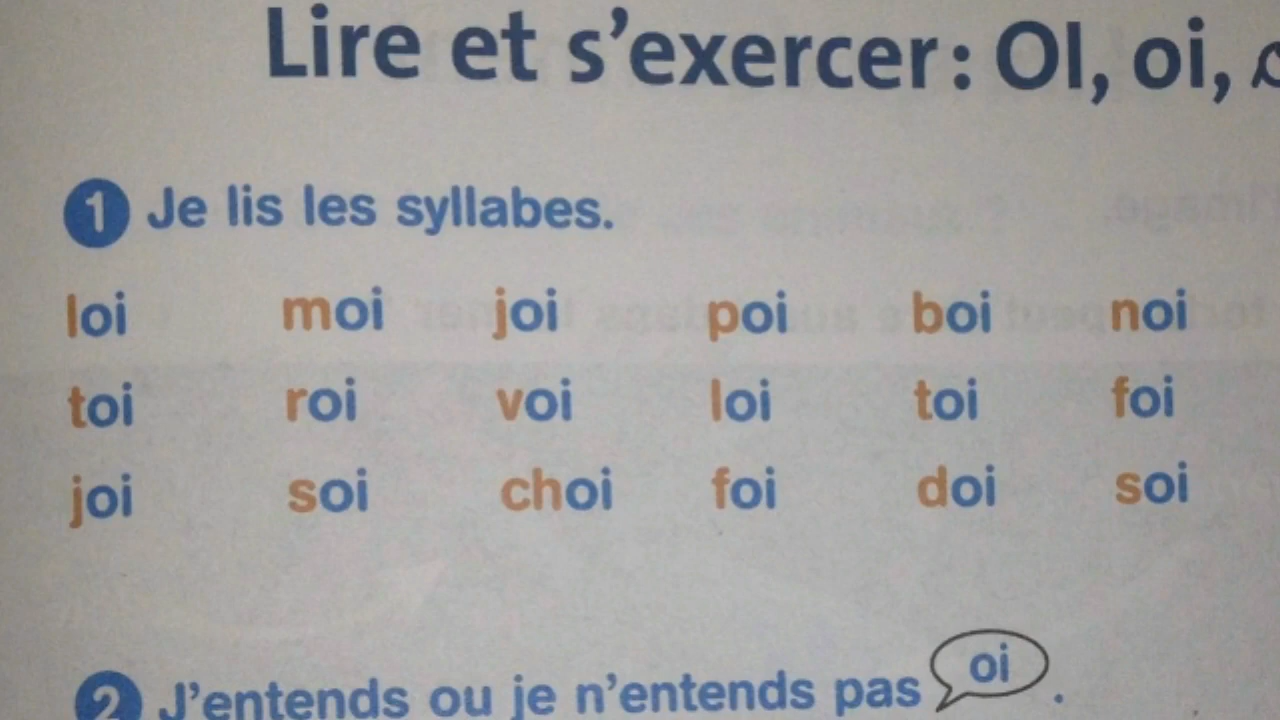 Lire et s'exercer : OI, oi,
1 Je lis les syllabes.
loi moi joi poi boi noi
toi roi voi loi toi foi
joi soi choi foi doi soi
2 J'entends ou je n'entends pas oi .